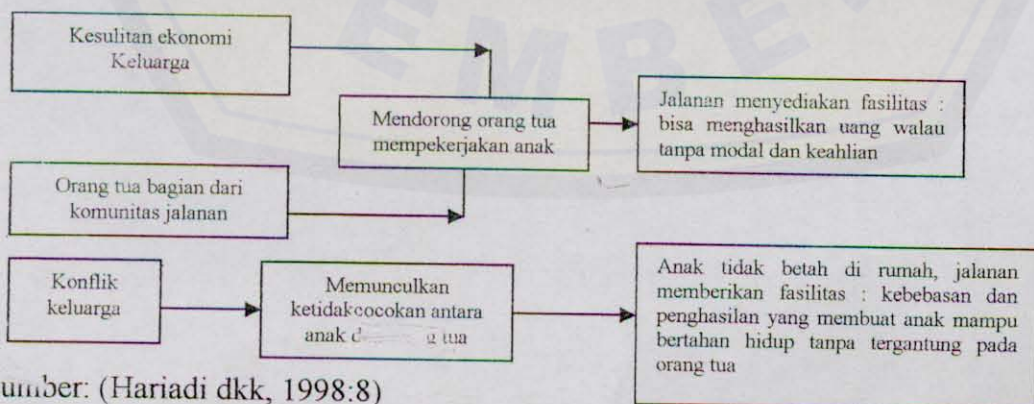 Kesulitan ekonomi
Keluarga
Mendorong orang tua
mempekerjakan anak
Jalanan menyediakan fasilitas :
bisa menghasilkan uang walau
tanpa modal dan keahlian
Orang tua bagian dari
komunitas jalanan
Konflik
keluarga
Memunculkan
ketidakcocokan antara
anak tua
Anak tidak betah di rumah, jalanan
memberikan fasilitas : kebebasan dan
penghasilan yang membuat anak mampu
bertahan hidup tanpa tergantung pada
orang tua
umber: (Hariadi dkk, 1998:8)